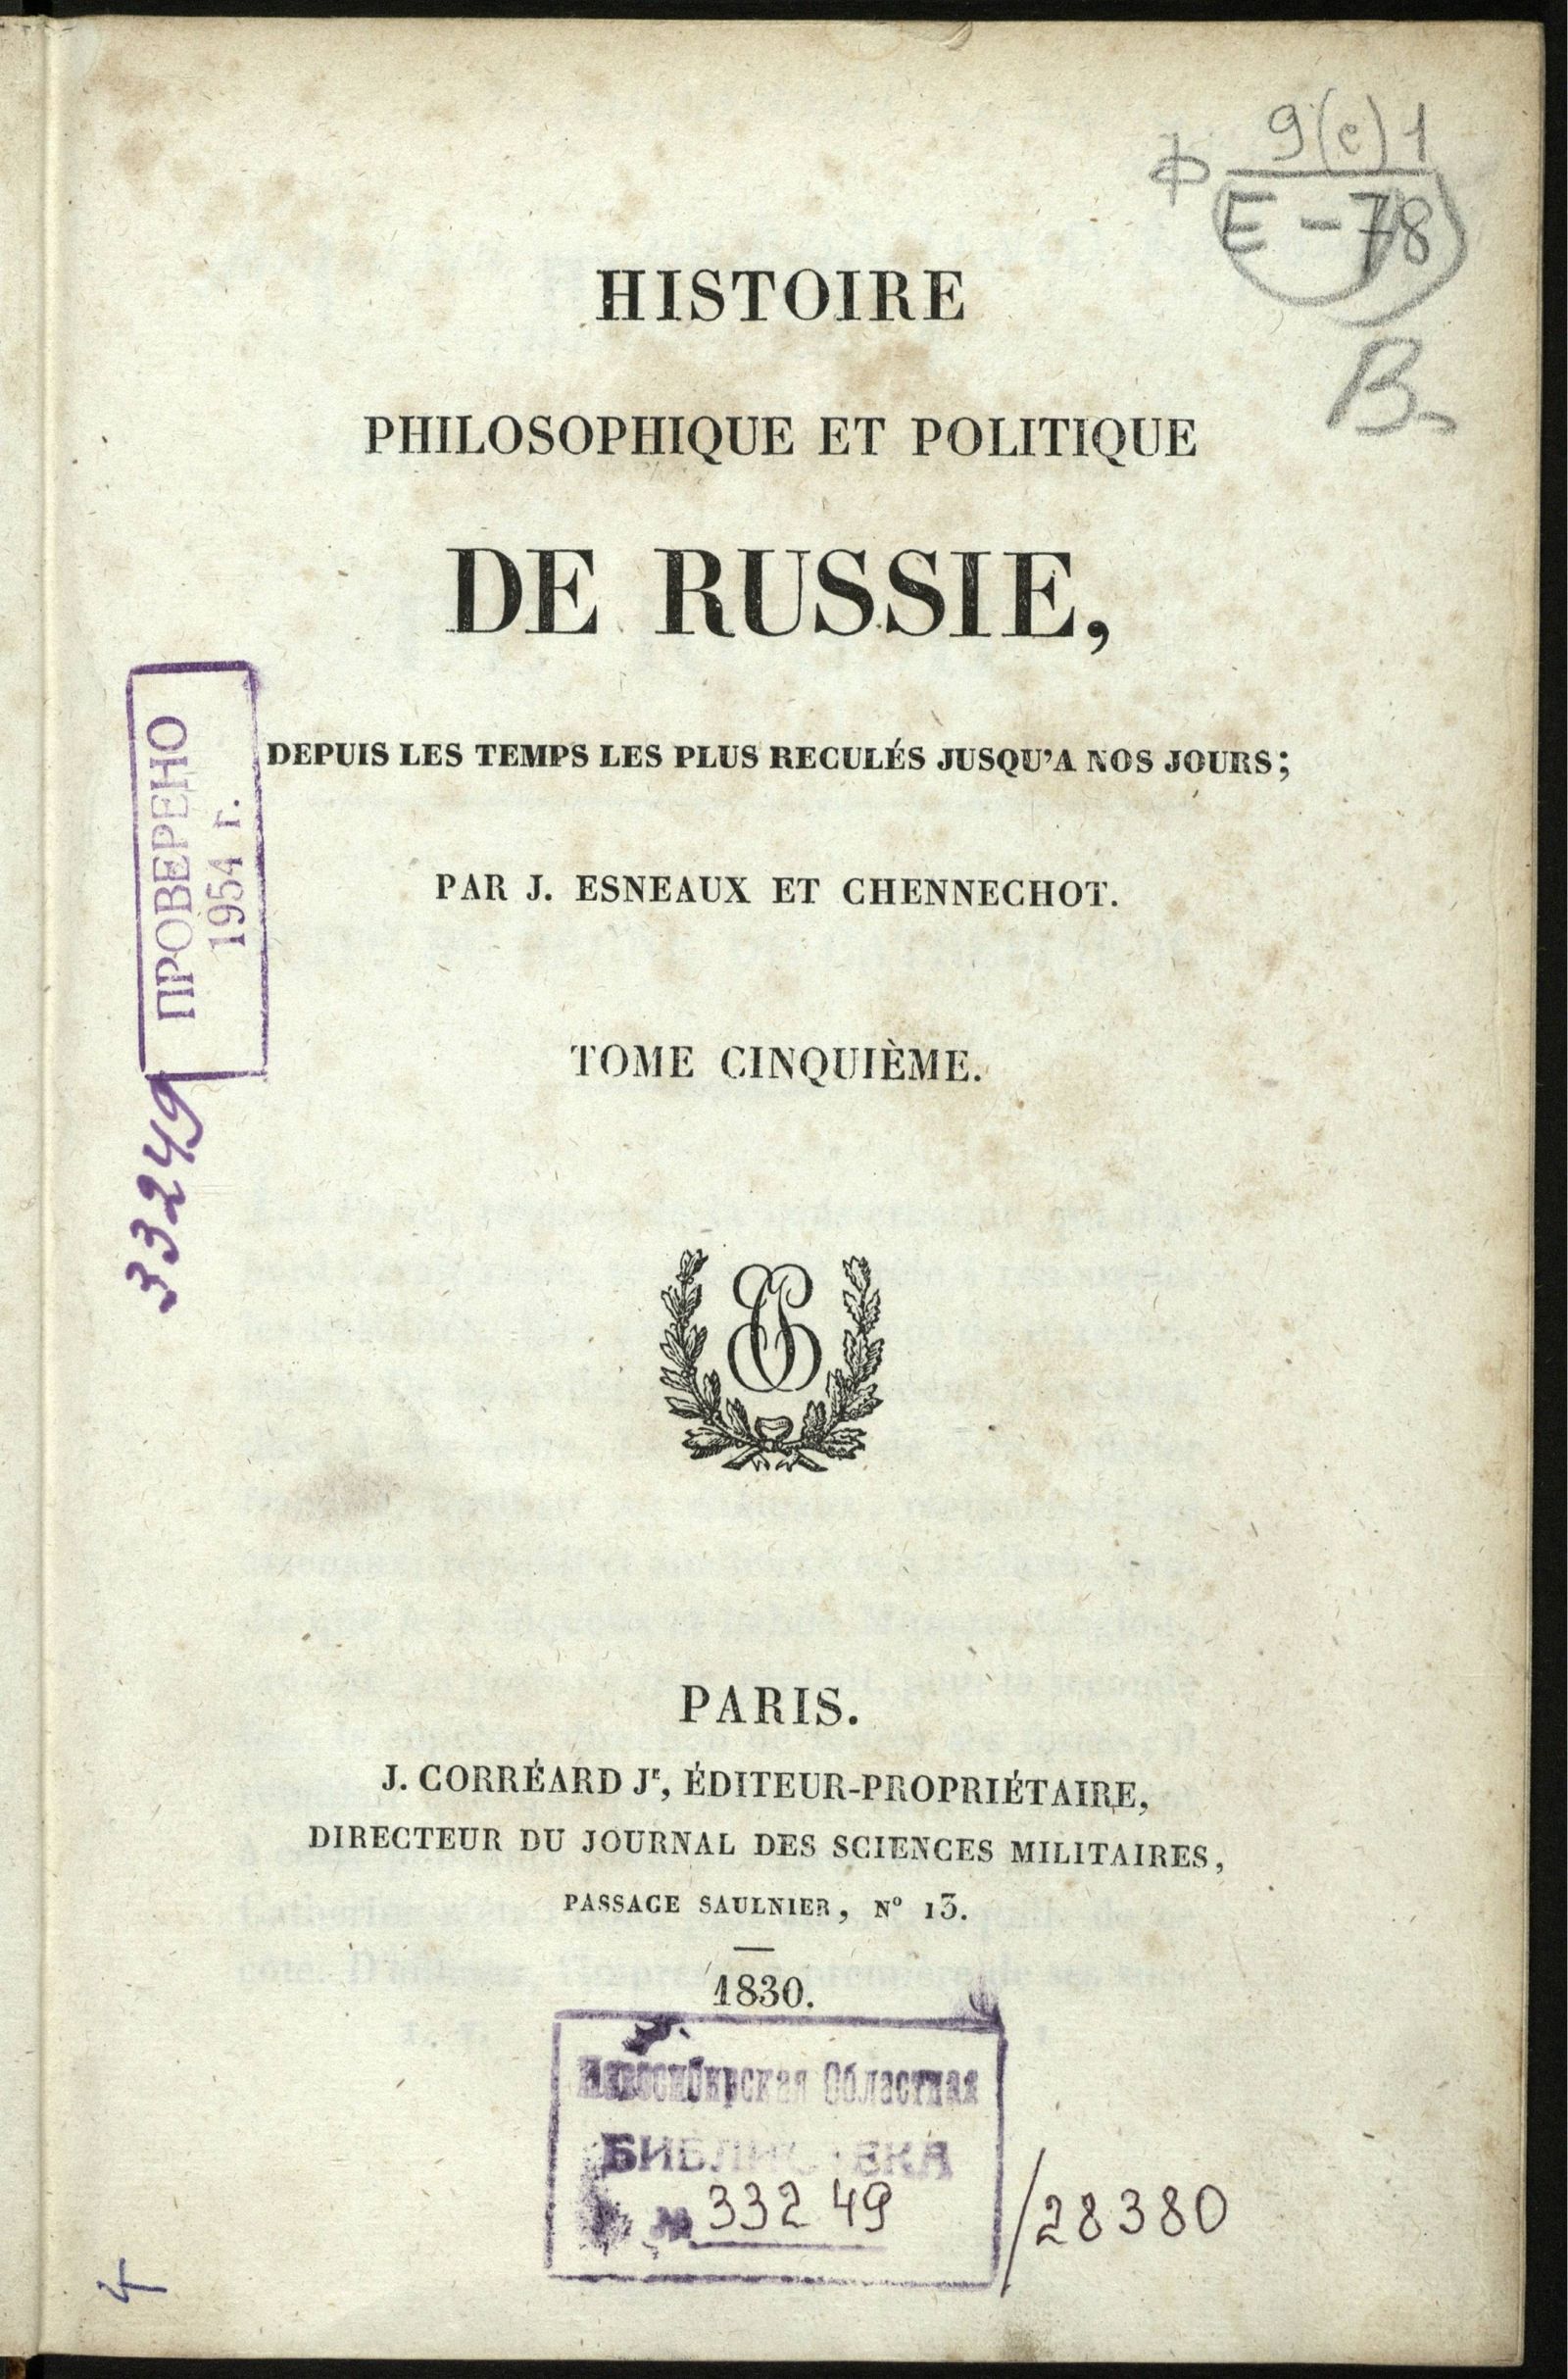 Ф 9(с)1
E-78
В
HISTOIRE
PHILOSOPHIQUE ET POLITIQUE
DE RUSSIE,
DEPUIS LES TEMPS LES PLUS RECULÉS JUSQU'A NOS JOURS;
PAR J. ESNEAUX ET CHENNECHOT.
TOME CINQUIÈME.
ПРОВЕРЕНО
1954 г.
33249
PARIS.
J. CORRÉARD Jʳ, ÉDITEUR-PROPRIÉTAIRE,
DIRECTEUR DU JOURNAL DES SCIENCES MILITAIRES,
PASSAGE SAULNIER, N° 13.
1830.
Новосибирская Областная
БИБЛИОТЕКА
№ 33249
/28380